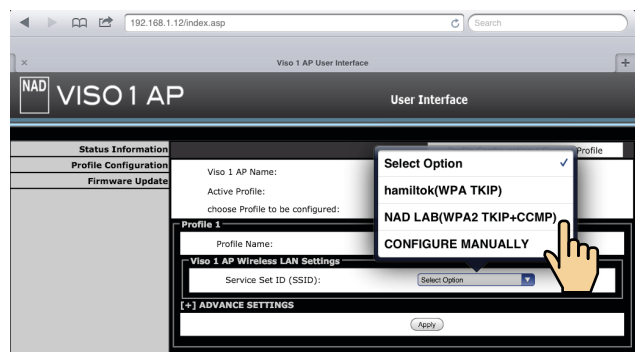 192.168.1.12/index.asp
Search
Viso 1 AP User Interface
NAD VISO 1 AP
User Interface
Status Information
Profile Configuration
Firmware Update
Profile
Viso 1 AP Name:
Active Profile:
choose Profile to be configured:
Select Option
hamiltok(WPA TKIP)
NAD LAB(WPA2 TKIP+CCMP)
CONFIGURE MANUALLY
Profile 1
Profile Name:
Viso 1 AP Wireless LAN Settings
Service Set ID (SSID):
Select Option
[+] ADVANCE SETTINGS
Apply